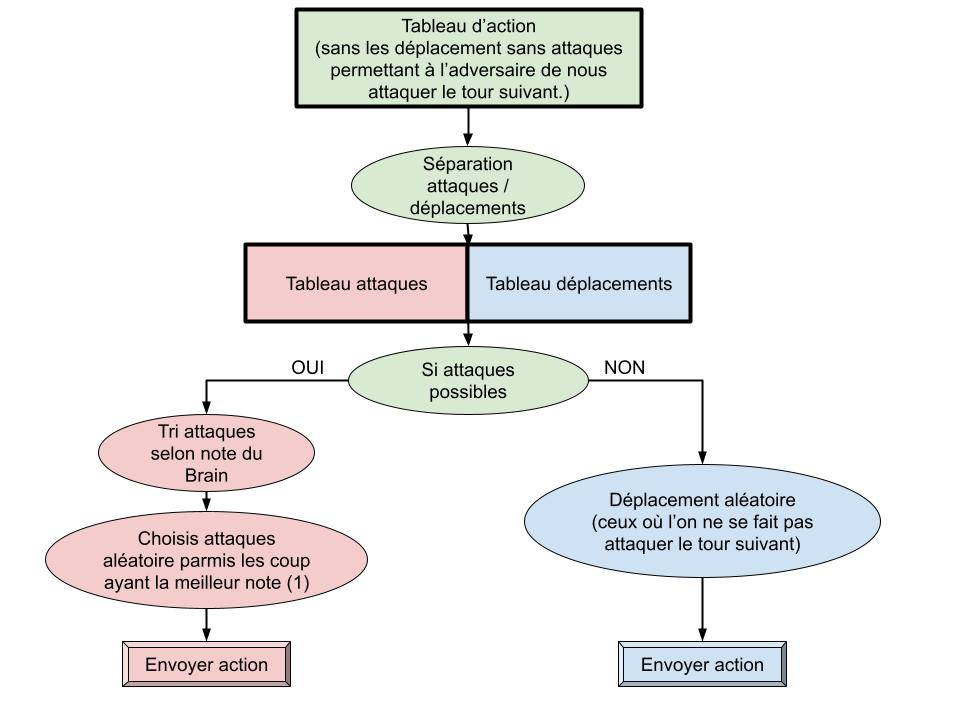 Tableau d’action
(sans les déplacement sans attaques
permettant à l’adversaire de nous
attaquer le tour suivant.)
Séparation
attaques /
déplacements
Tableau attaques
Tableau déplacements
Si attaques
possibles
OUI
NON
Tri attaques
selon note du
Brain
Choisis attaques
aléatoire parmis les coup
ayant la meilleur note (1)
Envoyer action
Déplacement aléatoire
(ceux où l’on ne se fait pas
attaquer le tour suivant)
Envoyer action